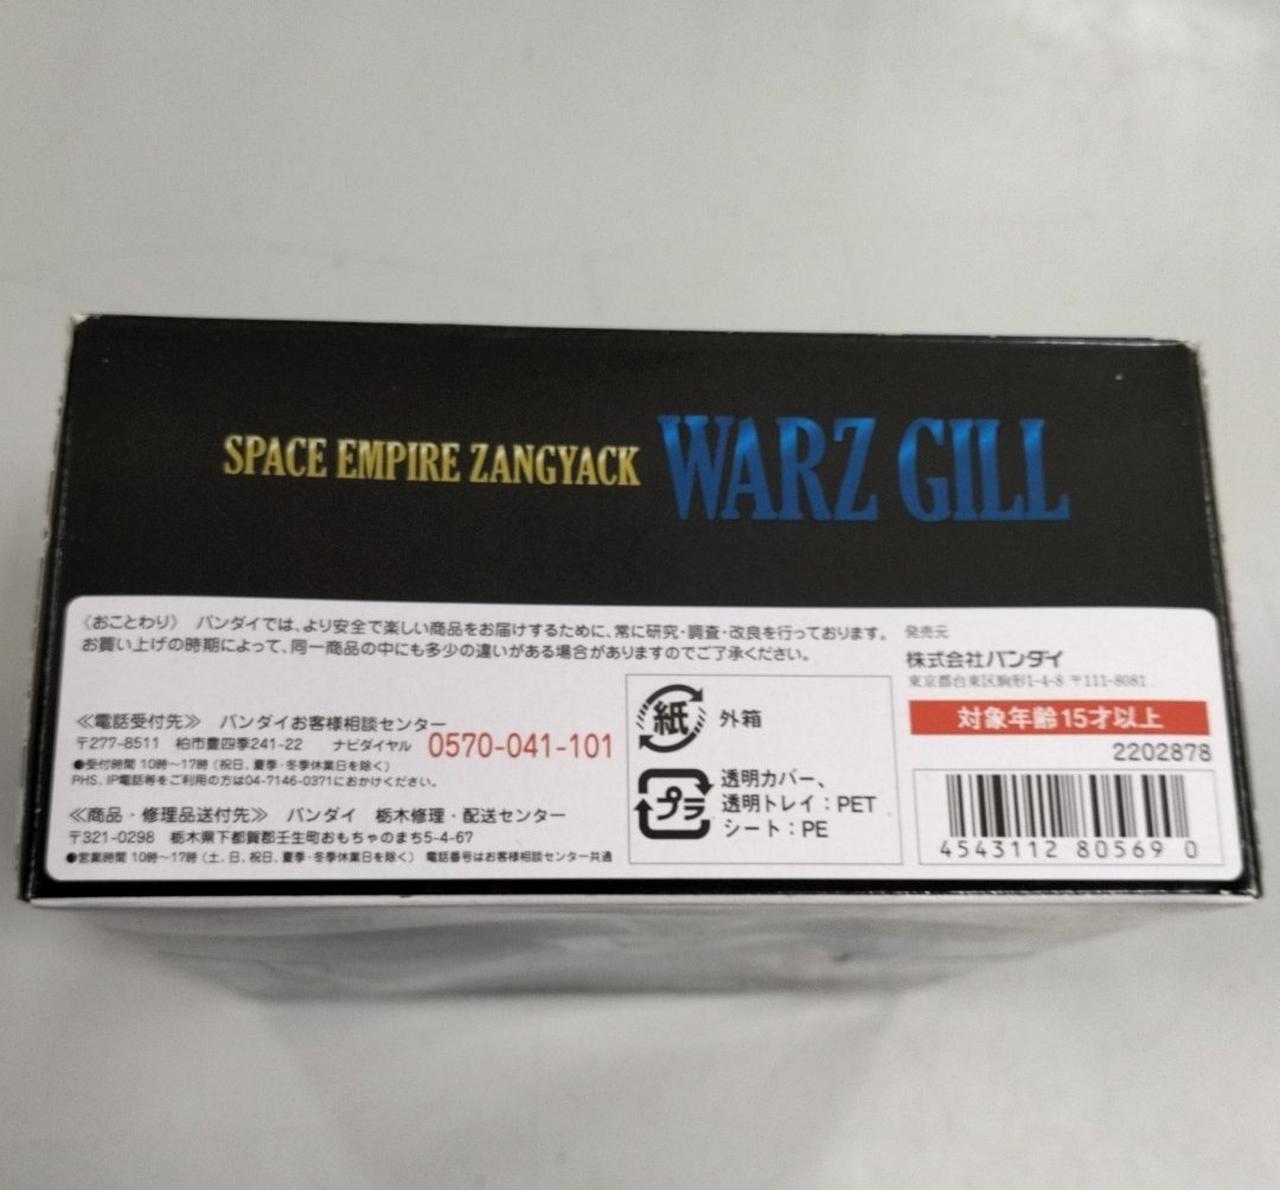 SPACE EMPIRE ZANGYACK WARZ GILL
〈おことわり〉 バンダイでは、より安全で楽しい商品をお届けするために、常に研究・調査・改良を行っております。
お買い上げの時期によって、同一商品の中にも多少の違いがある場合がありますのでご了承ください。
≪電話受付先≫ バンダイお客様相談センター
〒277-8511 柏市豊四季241-22 ナビダイヤル 0570-041-101
●受付時間 10時～17時（祝日、夏季・冬季休業日を除く）
PHS、IP電話等をご利用の方は04-7146-0371におかけください。
≪商品・修理品送付先≫ バンダイ 栃木修理・配送センター
〒321-0298 栃木県下都賀郡壬生町おもちゃのまち5-4-67
●営業時間 10時～17時（土、日、祝日、夏季・冬季休業日を除く） 電話番号はお客様相談センター共通
紙 外箱
プラ
透明カバー、
透明トレイ：PET
シート：PE
発売元
株式会社バンダイ
東京都台東区駒形1-4-8 〒111-8081
対象年齢15才以上
2202878
4543112 80569 0